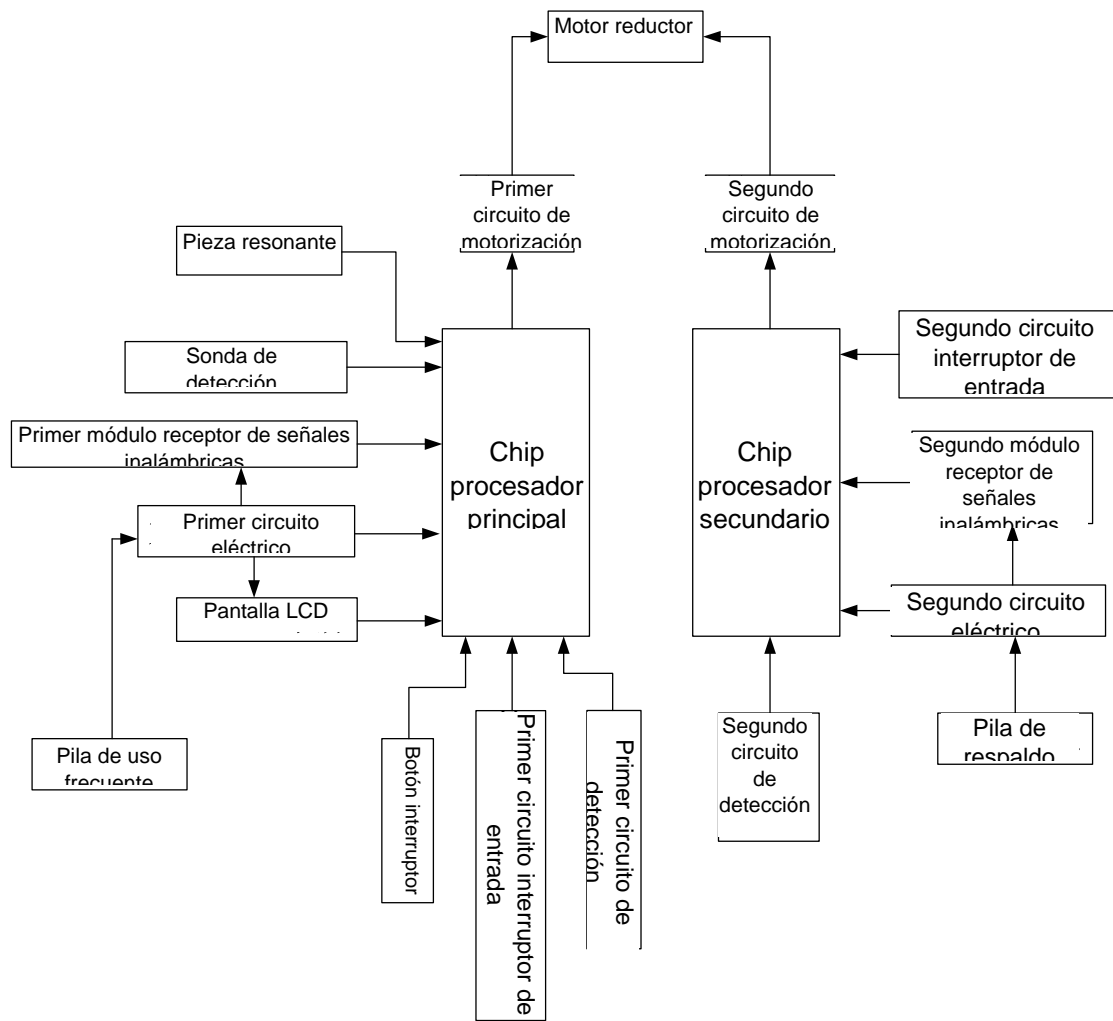 Motor reductor
Primer
circuito de
motorización
Segundo
circuito de
motorización
Pieza resonante
Sonda de
detección
Primer módulo receptor de señales
inalámbricas
Primer circuito
eléctrico
Pantalla LCD
Pila de uso
frecuente
Chip
procesador
principal
Chip
procesador
secundario
Segundo circuito
interruptor de
entrada
Segundo módulo
receptor de
señales
inalámbricas
Segundo circuito
eléctrico
Pila de
respaldo
Botón interruptor
Primer circuito interruptor de
entrada
Primer circuito de
detección
Segundo
circuito
de
detección